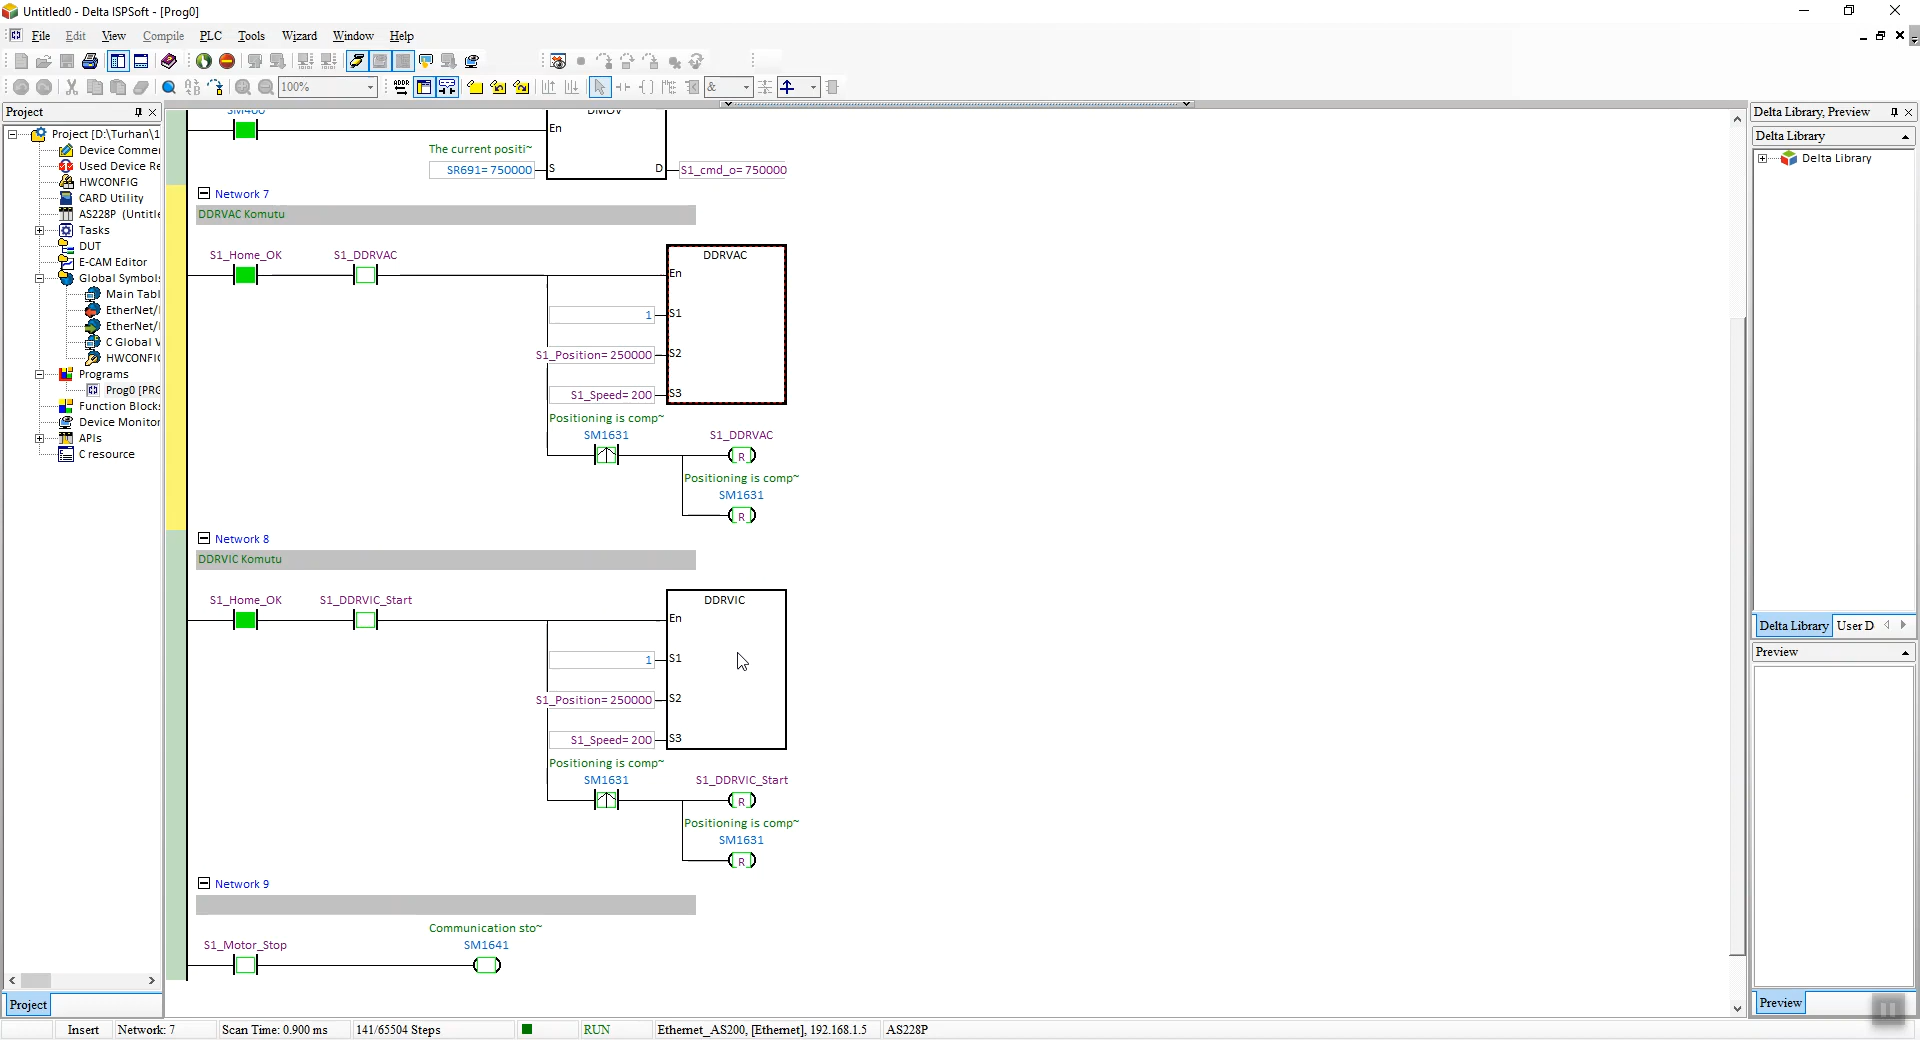 Untitled0 - Delta ISPSoft - [Prog0]
File Edit View Compile PLC Tools Wizard Window Help
100%
&
Project
Project [D:\Turhan\1
Device Comme
Used Device Re
HWCONFIG
CARD Utility
AS228P (Untitle
Tasks
DUT
E-CAM Editor
Global Symbols
Main Tabl
EtherNet/I
EtherNet/I
C Global V
HWCONFIG
Programs
Prog0 [PRG
Function Blocks
Device Monitor
APIs
C resource
Project
SM400
DMOV
En
The current positi~
SR691= 750000
S
D
S1_cmd_o= 750000
Network 7
DDRVAC Komutu
S1_Home_OK
S1_DDRVAC
DDRVAC
En
1
S1
S1_Position= 250000
S2
S1_Speed= 200
S3
Positioning is comp~
SM1631
S1_DDRVAC
R
Positioning is comp~
SM1631
R
Network 8
DDRVIC Komutu
S1_Home_OK
S1_DDRVIC_Start
DDRVIC
En
1
S1
S1_Position= 250000
S2
S1_Speed= 200
S3
Positioning is comp~
SM1631
S1_DDRVIC_Start
R
Positioning is comp~
SM1631
R
Network 9
Communication sto~
S1_Motor_Stop
SM1641
Delta Library, Preview
Delta Library
Delta Library
Delta Library
User D
Preview
Preview
Insert
Network: 7
Scan Time: 0.900 ms
141/65504 Steps
RUN
Ethernet_AS200, [Ethernet], 192.168.1.5
AS228P